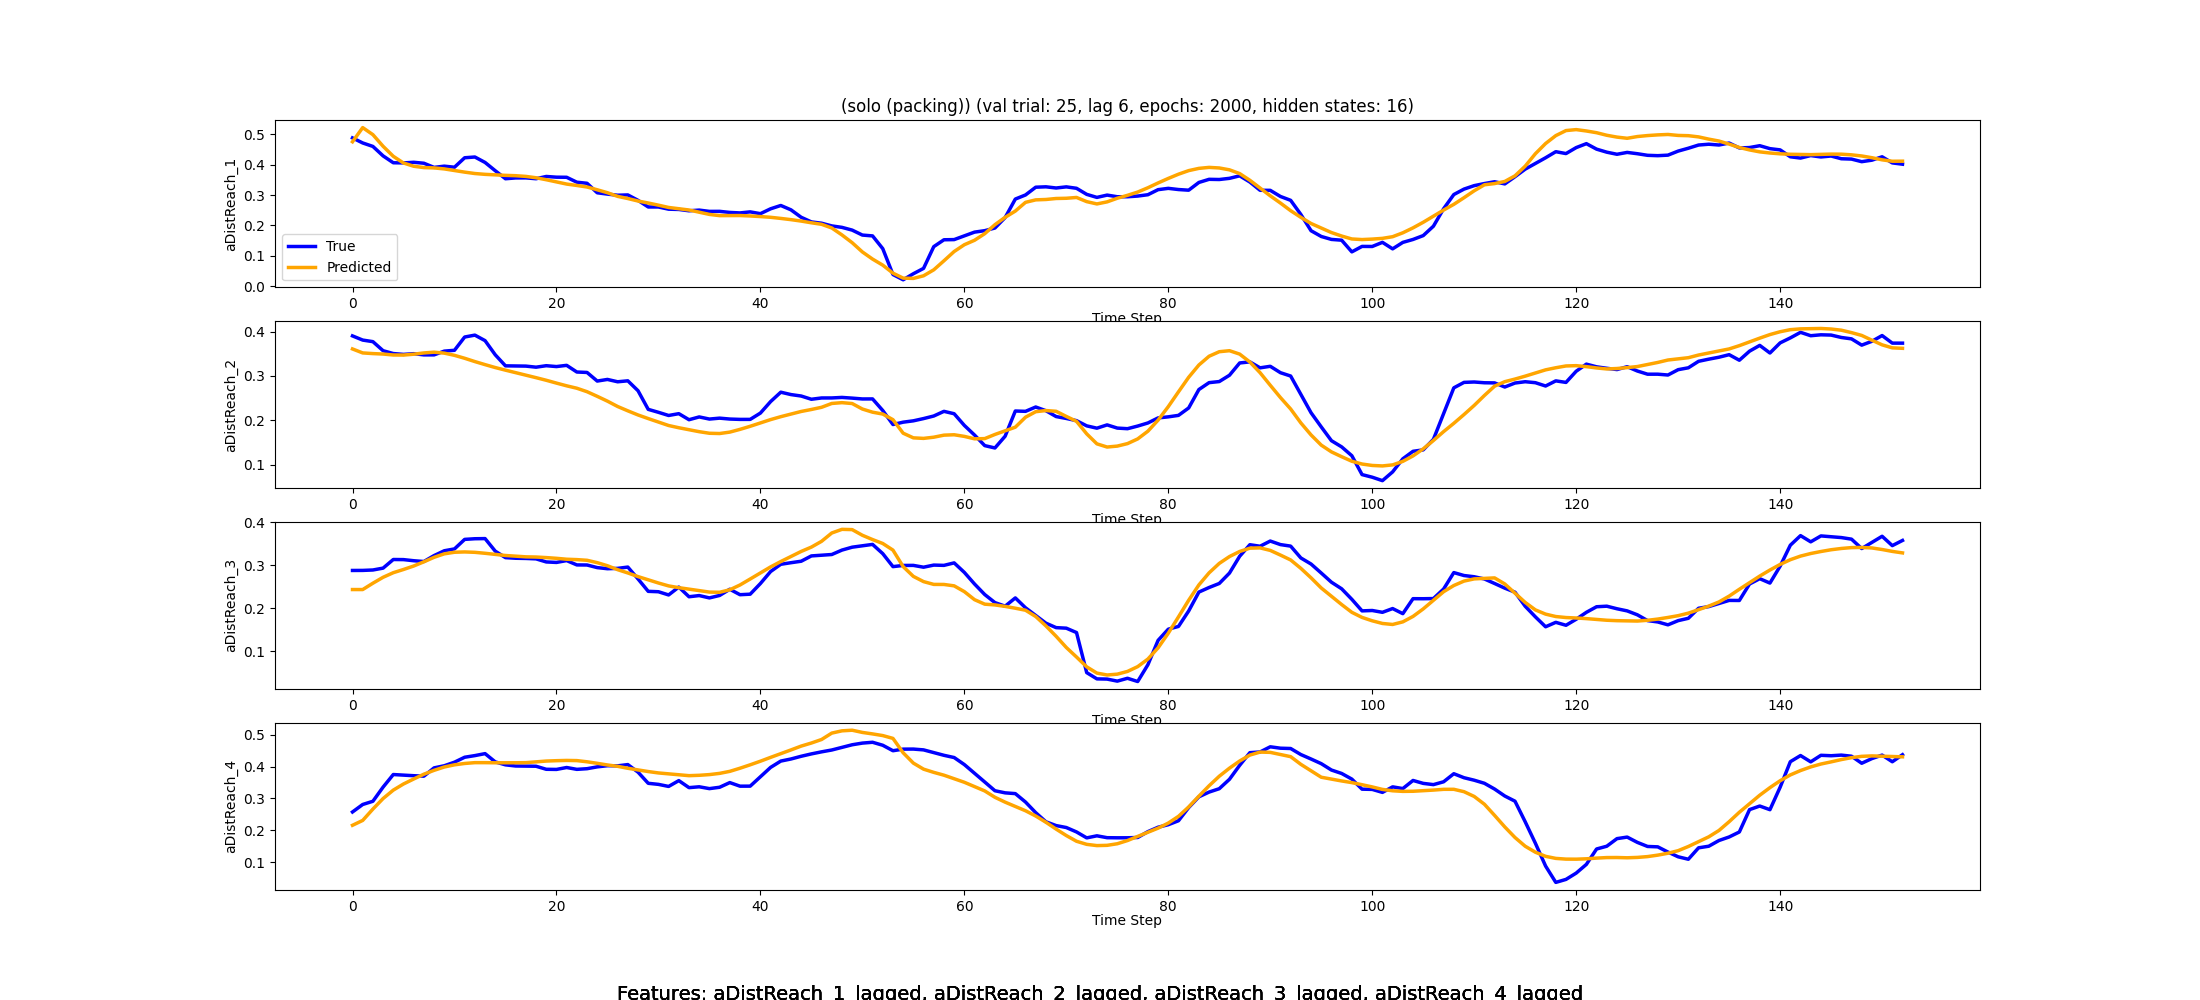 (solo (packing)) (val trial: 25, lag 6, epochs: 2000, hidden states: 16)
0.5
0.4
0.3
0.2
0.1
0.0
aDistReach_1
True
Predicted
0 20 40 60 80 100 120 140
Time Step
0.4
0.3
0.2
0.1
aDistReach_2
0 20 40 60 80 100 120 140
Time Step
0.4
0.3
0.2
0.1
aDistReach_3
0 20 40 60 80 100 120 140
Time Step
0.5
0.4
0.3
0.2
0.1
aDistReach_4
0 20 40 60 80 100 120 140
Time Step
Features: aDistReach_1_lagged, aDistReach_2_lagged, aDistReach_3_lagged, aDistReach_4_lagged